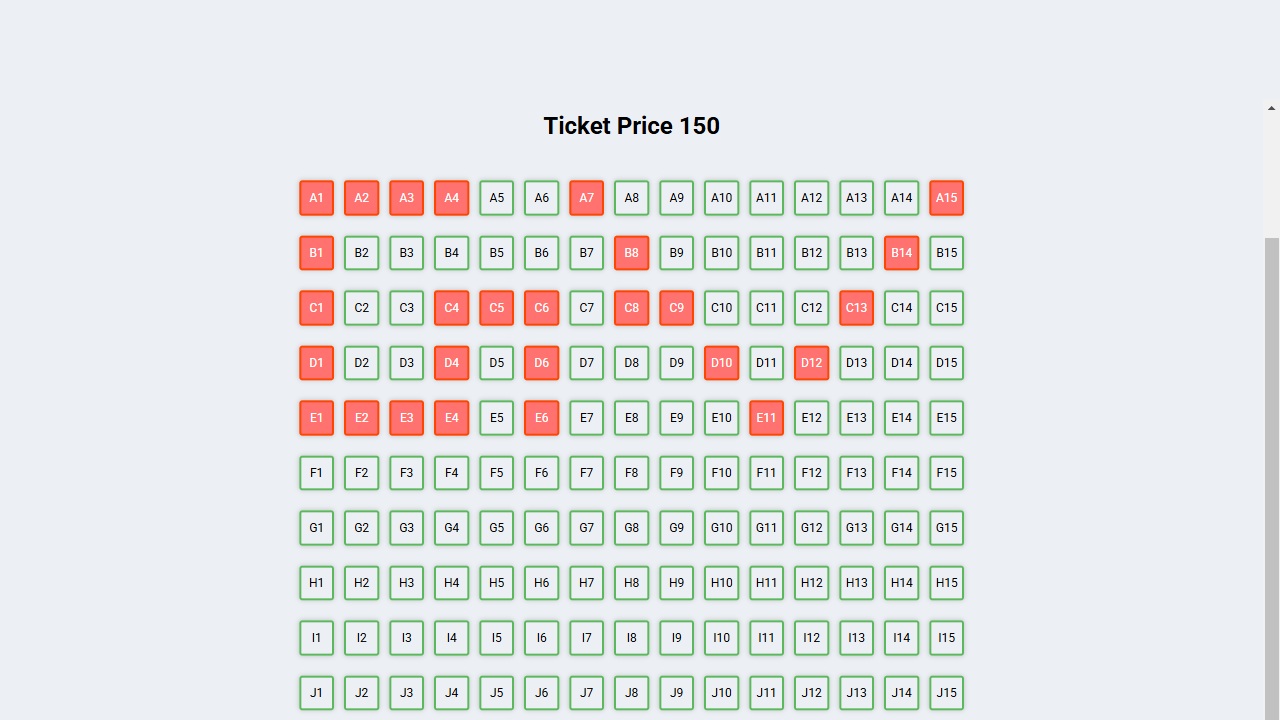 Ticket Price 150
A1 A2 A3 A4 A5 A6 A7 A8 A9 A10 A11 A12 A13 A14 A15
B1 B2 B3 B4 B5 B6 B7 B8 B9 B10 B11 B12 B13 B14 B15
C1 C2 C3 C4 C5 C6 C7 C8 C9 C10 C11 C12 C13 C14 C15
D1 D2 D3 D4 D5 D6 D7 D8 D9 D10 D11 D12 D13 D14 D15
E1 E2 E3 E4 E5 E6 E7 E8 E9 E10 E11 E12 E13 E14 E15
F1 F2 F3 F4 F5 F6 F7 F8 F9 F10 F11 F12 F13 F14 F15
G1 G2 G3 G4 G5 G6 G7 G8 G9 G10 G11 G12 G13 G14 G15
H1 H2 H3 H4 H5 H6 H7 H8 H9 H10 H11 H12 H13 H14 H15
I1 I2 I3 I4 I5 I6 I7 I8 I9 I10 I11 I12 I13 I14 I15
J1 J2 J3 J4 J5 J6 J7 J8 J9 J10 J11 J12 J13 J14 J15